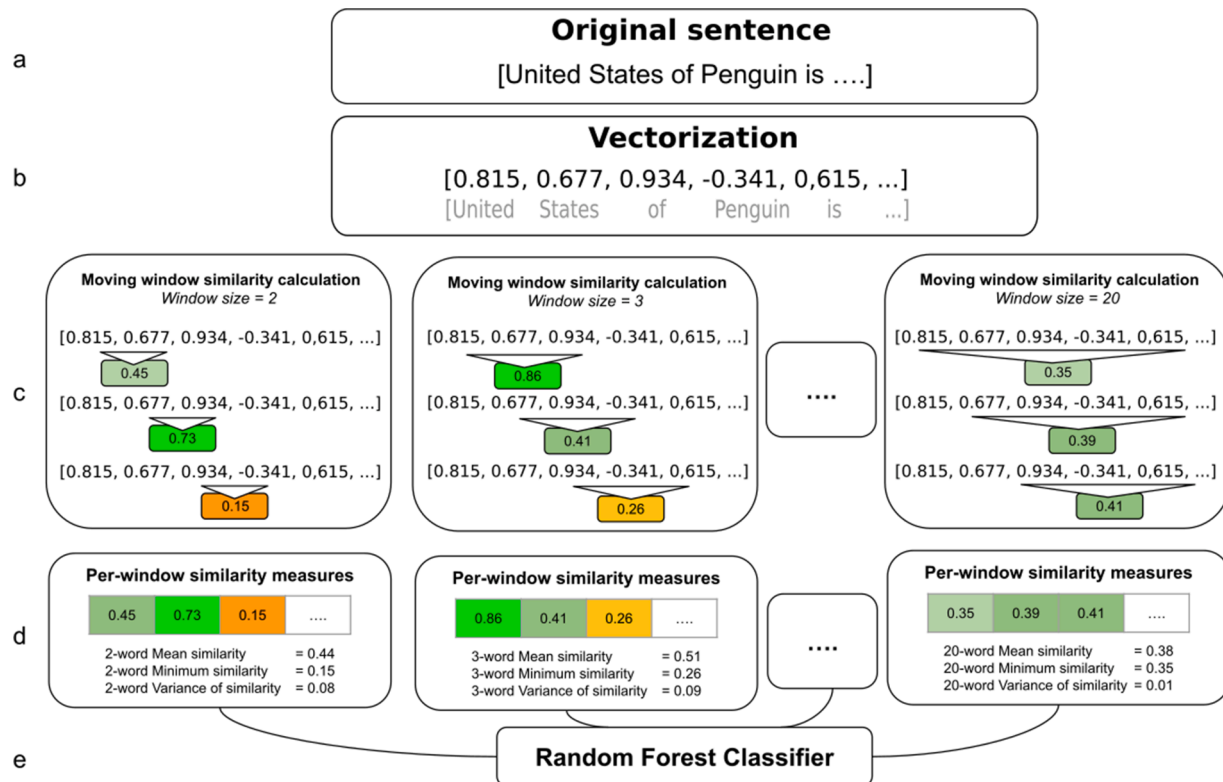 a
Original sentence
[United States of Penguin is ....]
b
Vectorization
[0.815, 0.677, 0.934, -0.341, 0,615, ...]
[United States of Penguin is ...]
c
Moving window similarity calculation
Window size = 2
[0.815, 0.677, 0.934, -0.341, 0,615, ...]
0.45
[0.815, 0.677, 0.934, -0.341, 0,615, ...]
0.73
[0.815, 0.677, 0.934, -0.341, 0,615, ...]
0.15
Moving window similarity calculation
Window size = 3
[0.815, 0.677, 0.934, -0.341, 0,615, ...]
0.86
[0.815, 0.677, 0.934, -0.341, 0,615, ...]
0.41
[0.815, 0.677, 0.934, -0.341, 0,615, ...]
0.26
....
Moving window similarity calculation
Window size = 20
[0.815, 0.677, 0.934, -0.341, 0,615, ...]
0.35
[0.815, 0.677, 0.934, -0.341, 0,615, ...]
0.39
[0.815, 0.677, 0.934, -0.341, 0,615, ...]
0.41
d
Per-window similarity measures
0.45 0.73 0.15 ....
2-word Mean similarity = 0.44
2-word Minimum similarity = 0.15
2-word Variance of similarity = 0.08
Per-window similarity measures
0.86 0.41 0.26 ....
3-word Mean similarity = 0.51
3-word Minimum similarity = 0.26
3-word Variance of similarity = 0.09
....
Per-window similarity measures
0.35 0.39 0.41 ....
20-word Mean similarity = 0.38
20-word Minimum similarity = 0.35
20-word Variance of similarity = 0.01
e
Random Forest Classifier